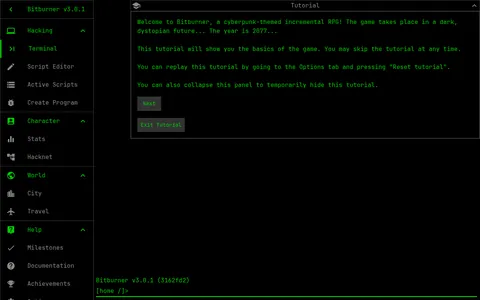 Bitburner v3.0.1
Hacking
Terminal
Script Editor
Active Scripts
Create Program
Character
Stats
Hacknet
World
City
Travel
Help
Milestones
Documentation
Achievements
Tutorial
Welcome to Bitburner, a cyberpunk-themed incremental RPG! The game takes place in a dark,
dystopian future... The year is 2077...
This tutorial will show you the basics of the game. You may skip the tutorial at any time.
You can replay this tutorial by going to the Options tab and pressing "Reset tutorial".
You can also collapse this panel to temporarily hide this tutorial.
Next
Exit Tutorial
Bitburner v3.0.1 (3162fd2)
[home /]>